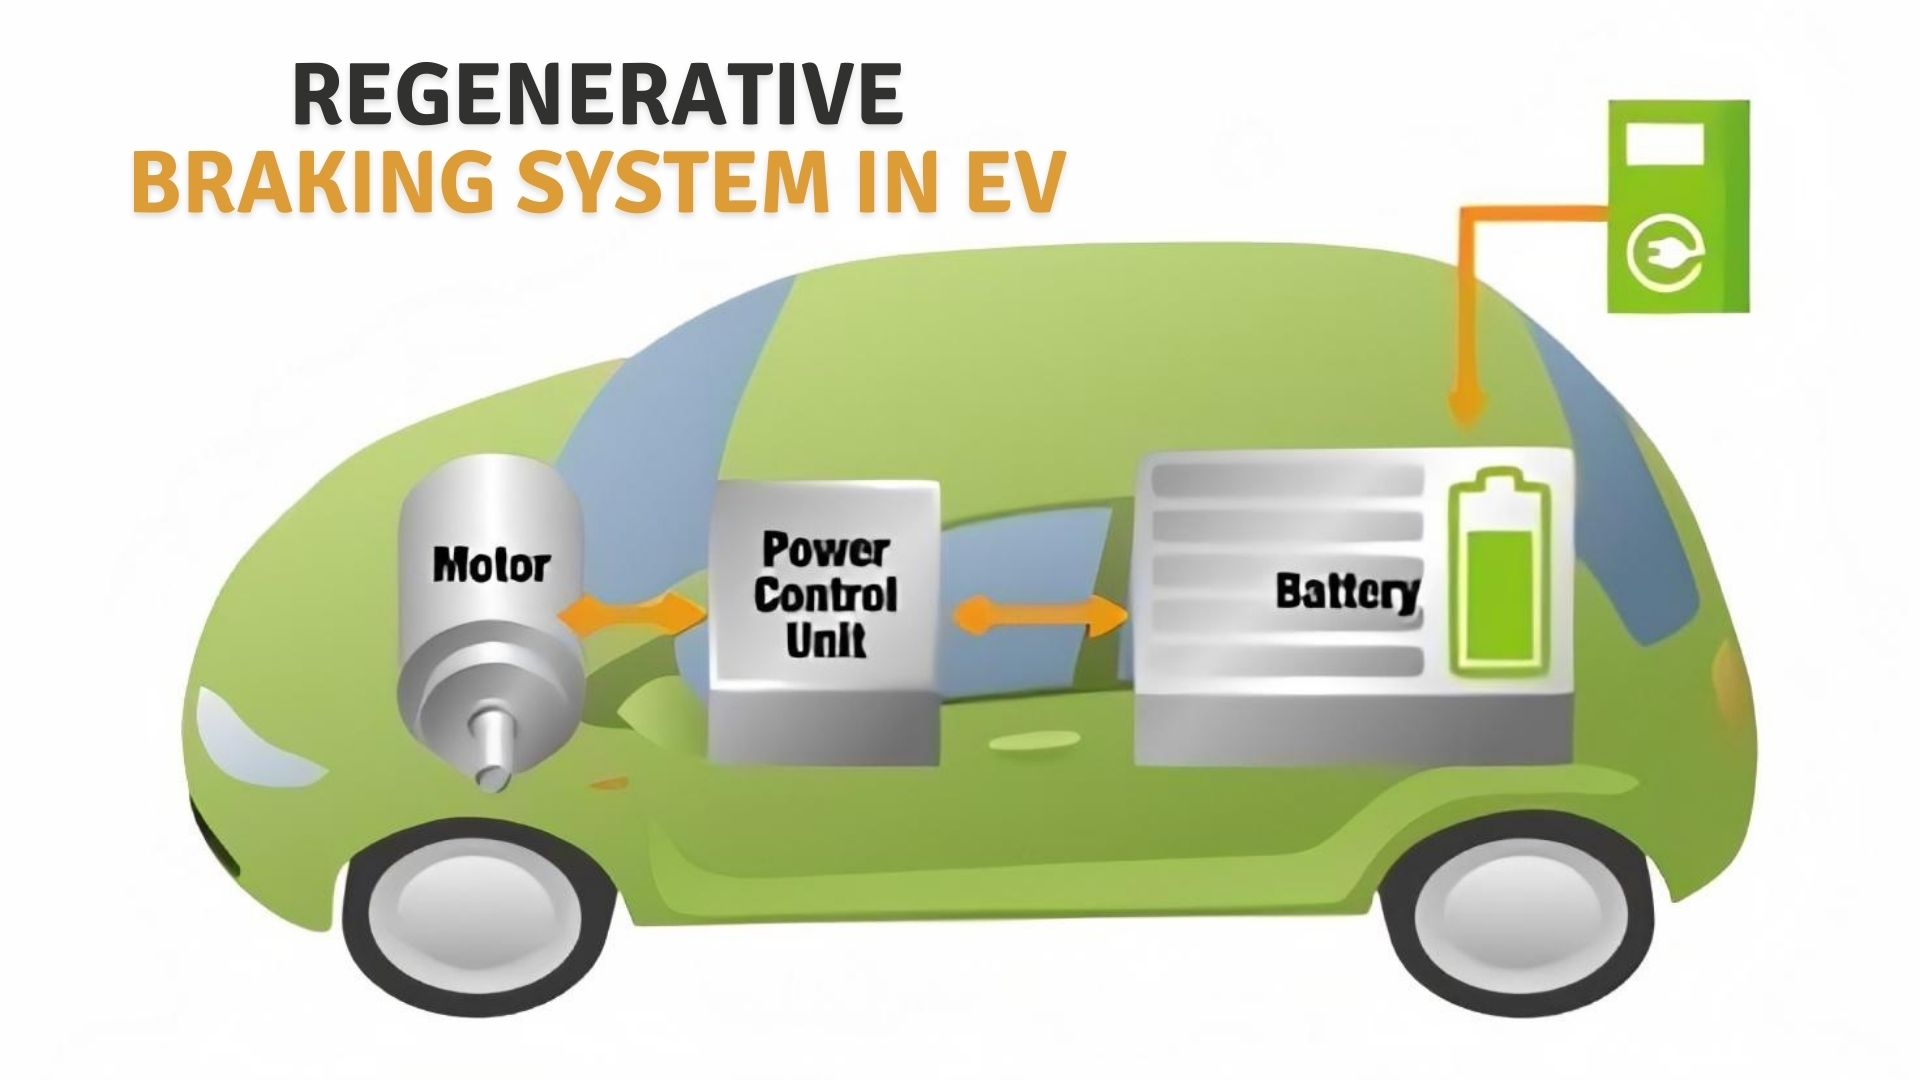 REGENERATIVE
BRAKING SYSTEM IN EV
Motor
Power
Control
Unit
Battery